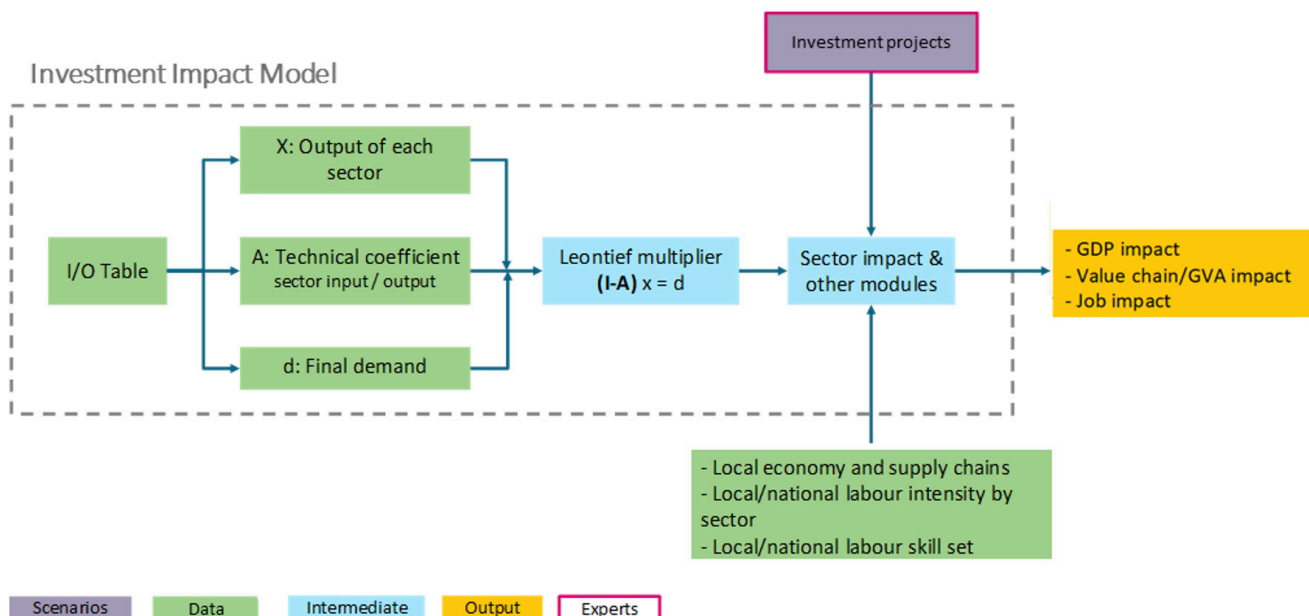 Investment projects
Investment Impact Model
X: Output of each
sector
I/O Table
A: Technical coefficient
sector input / output
d: Final demand
Leontief multiplier
(I-A) x = d
Sector impact &
other modules
- GDP impact
- Value chain/GVA impact
- Job impact
- Local economy and supply chains
- Local/national labour intensity by
sector
- Local/national labour skill set
Scenarios
Data
Intermediate
Output
Experts